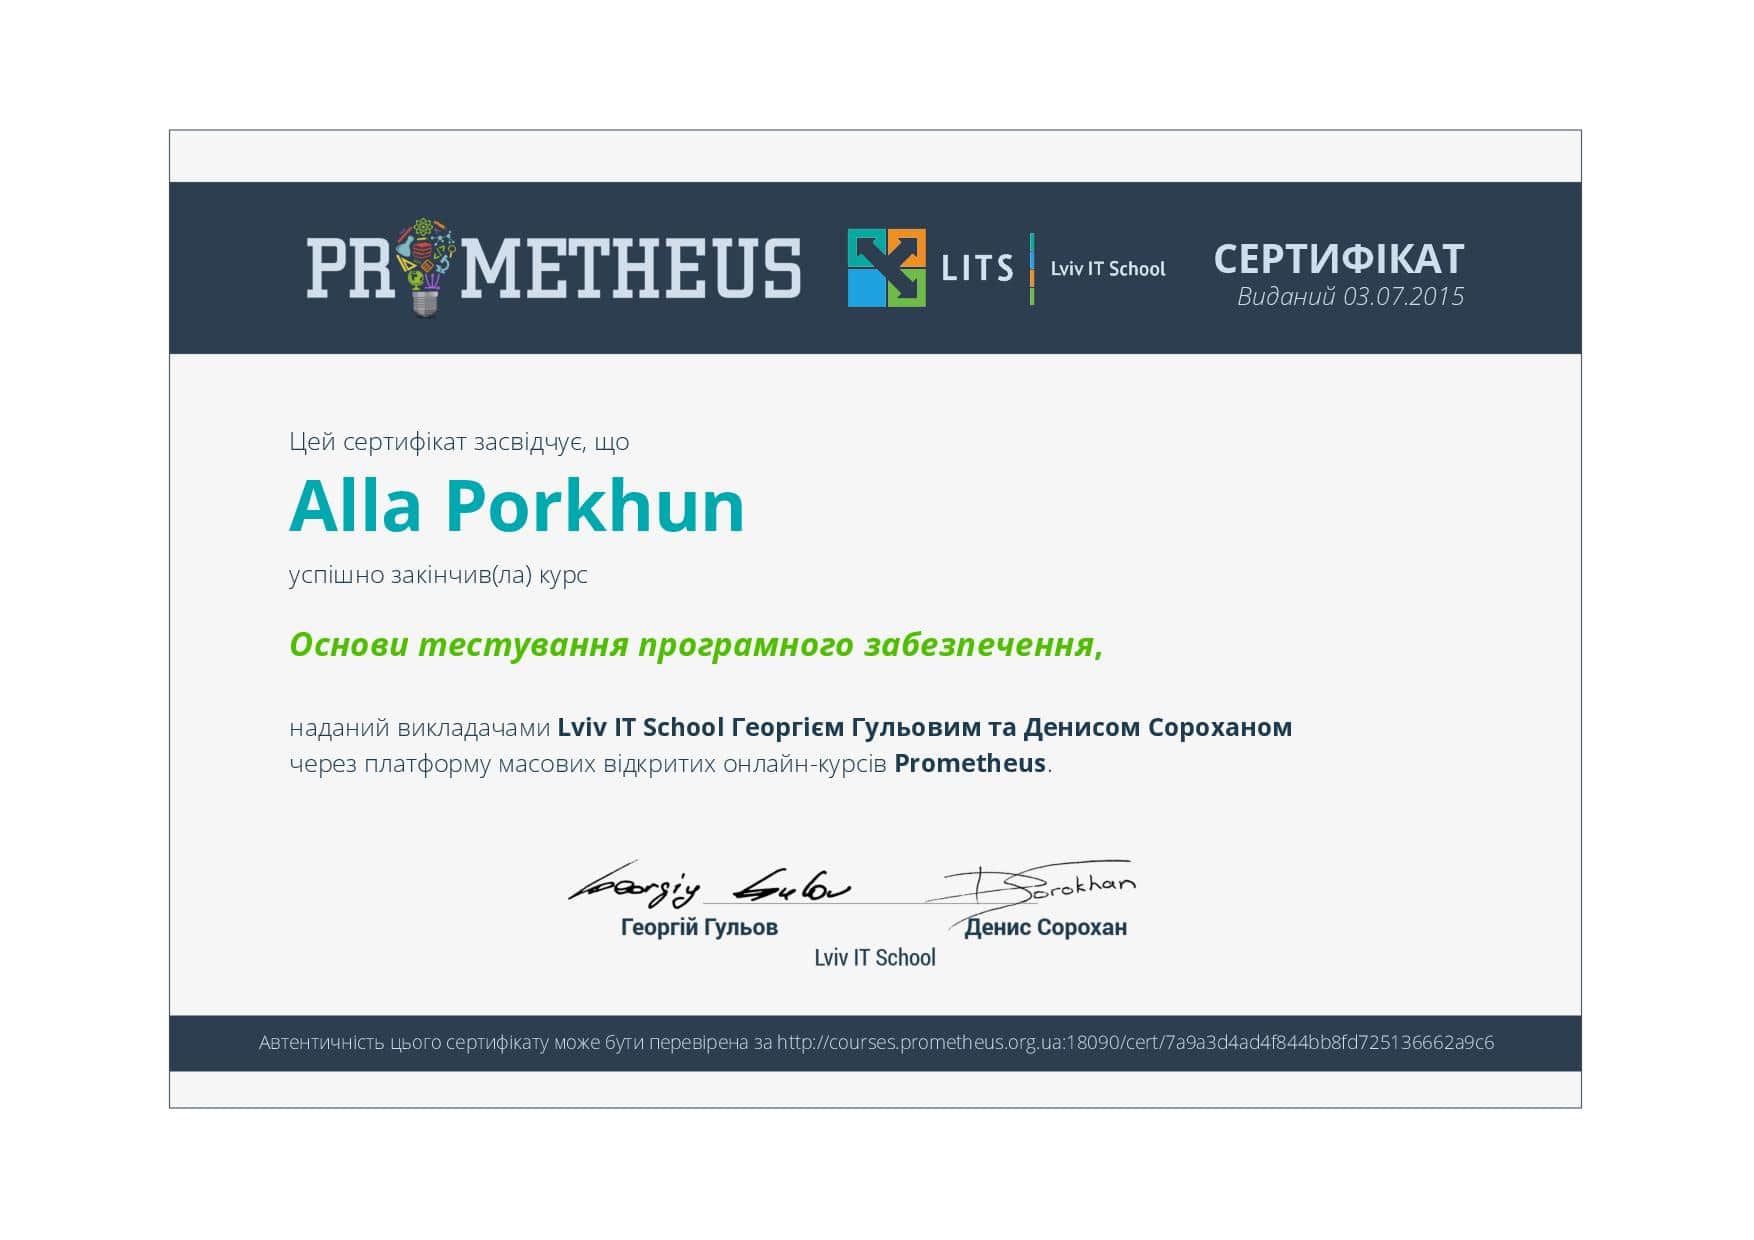 PROMETHEUS
LITS
Lviv IT School
СЕРТИФІКАТ
Виданий 03.07.2015
Цей сертифікат засвідчує, що
Alla Porkhun
успішно закінчив(ла) курс
Основи тестування програмного забезпечення,
наданий викладачами Lviv IT School Георгієм Гульовим та Денисом Сороханом
через платформу масових відкритих онлайн-курсів Prometheus.
Georgiy Gulov
DSorokhan
Георгій Гульов
Денис Сорохан
Lviv IT School
Автентичність цього сертифікату може бути перевірена за http://courses.prometheus.org.ua:18090/cert/7a9a3d4ad4f844bb8fd725136662a9c6